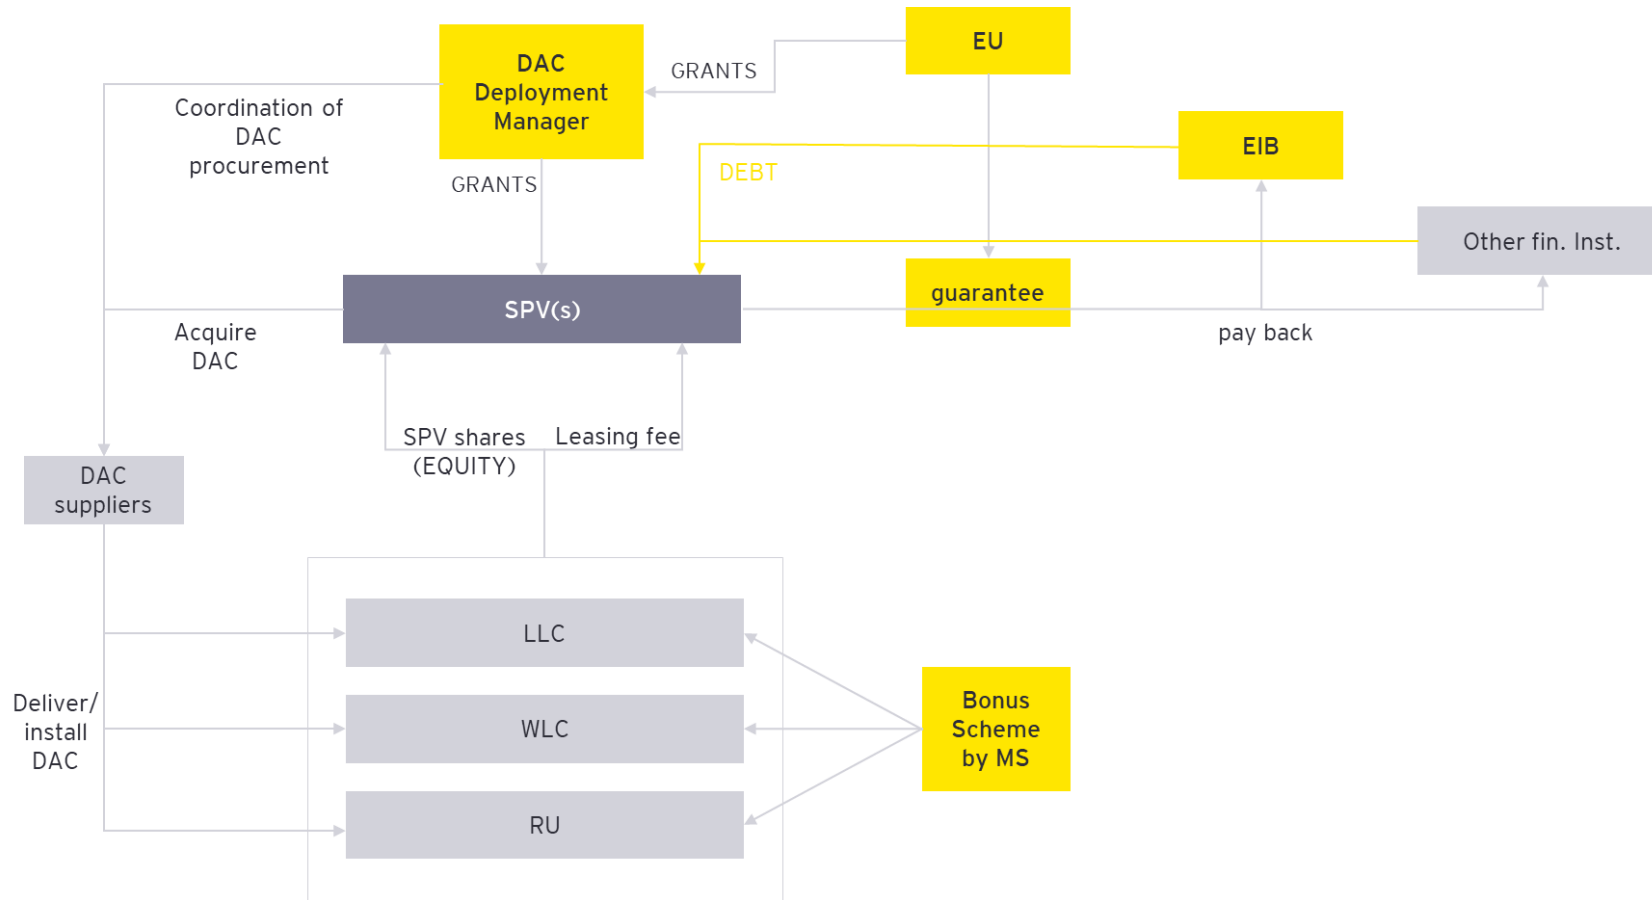 EU
DAC
Deployment
Manager
GRANTS
Coordination of
DAC
procurement
EIB
DEBT
GRANTS
Other fin. Inst.
guarantee
SPV(s)
Acquire
DAC
pay back
SPV shares
(EQUITY)
Leasing fee
DAC
suppliers
LLC
Deliver/
install
DAC
WLC
Bonus
Scheme
by MS
RU